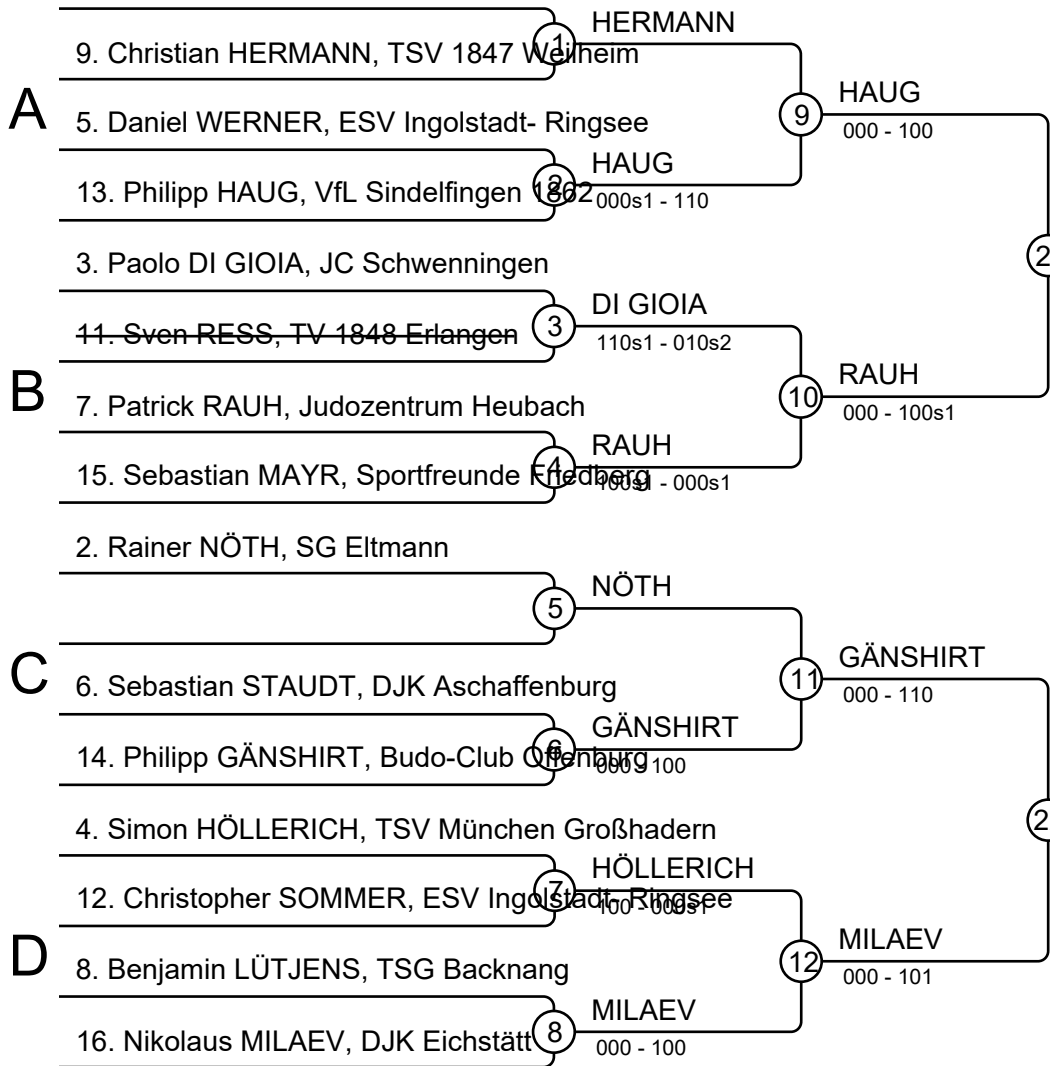 HERMANN
1
9. Christian HERMANN, TSV 1847 Weilheim
A
HAUG
9
000 - 100
5. Daniel WERNER, ESV Ingolstadt- Ringsee
HAUG
2
13. Philipp HAUG, VfL Sindelfingen 1862
000s1 - 110
3. Paolo DI GIOIA, JC Schwenningen
2
DI GIOIA
3
11. Sven RESS, TV 1848 Erlangen
110s1 - 010s2
B
RAUH
10
000 - 100s1
7. Patrick RAUH, Judozentrum Heubach
RAUH
4
15. Sebastian MAYR, Sportfreunde Friedberg
100s1 - 000s1
2. Rainer NÖTH, SG Eltmann
NÖTH
5
C
GÄNSHIRT
11
000 - 110
6. Sebastian STAUDT, DJK Aschaffenburg
GÄNSHIRT
6
14. Philipp GÄNSHIRT, Budo-Club Offenburg
000 - 100
4. Simon HÖLLERICH, TSV München Großhadern
2
HÖLLERICH
7
12. Christopher SOMMER, ESV Ingolstadt- Ringsee
100 - 000s1
D
MILAEV
12
000 - 101
8. Benjamin LÜTJENS, TSG Backnang
MILAEV
8
16. Nikolaus MILAEV, DJK Eichstätt
000 - 100